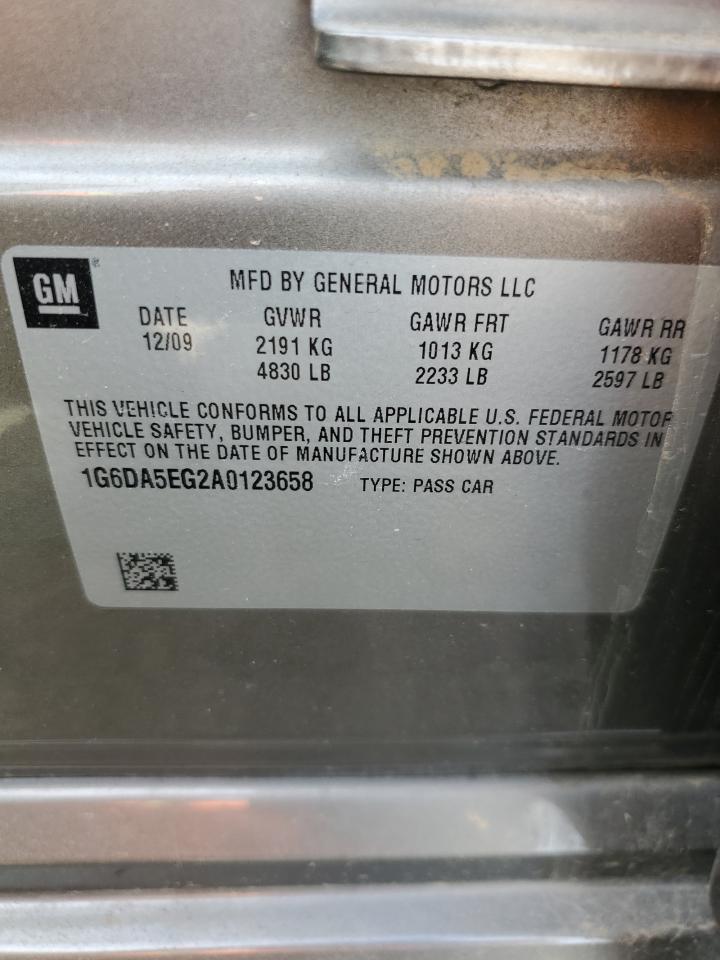 GM
MFD BY GENERAL MOTORS LLC
DATE GVWR GAWR FRT GAWR RR
12/09 2191 KG 1013 KG 1178 KG
4830 LB 2233 LB 2597 LB
THIS VEHICLE CONFORMS TO ALL APPLICABLE U.S. FEDERAL MOTOR
VEHICLE SAFETY, BUMPER, AND THEFT PREVENTION STANDARDS IN
EFFECT ON THE DATE OF MANUFACTURE SHOWN ABOVE.
1G6DA5EG2A0123658 TYPE: PASS CAR